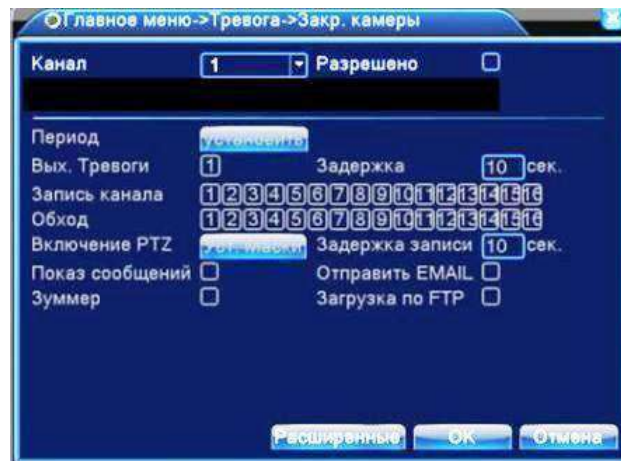 Главное меню->Тревога->Закр. камеры
Канал 1 Разрешено
Период Установить
Вых. Тревоги 1 Задержка 10 сек.
Запись канала 1 2 3 4 5 6 7 8 9 10 11 12 13 14 15 16
Обход 1 2 3 4 5 6 7 8 9 10 11 12 13 14 15 16
Включение PTZ Уст. маски Задержка записи 10 сек.
Показ сообщений Отправить EMAIL
Зуммер Загрузка по FTP
Расширенные OK Отмена